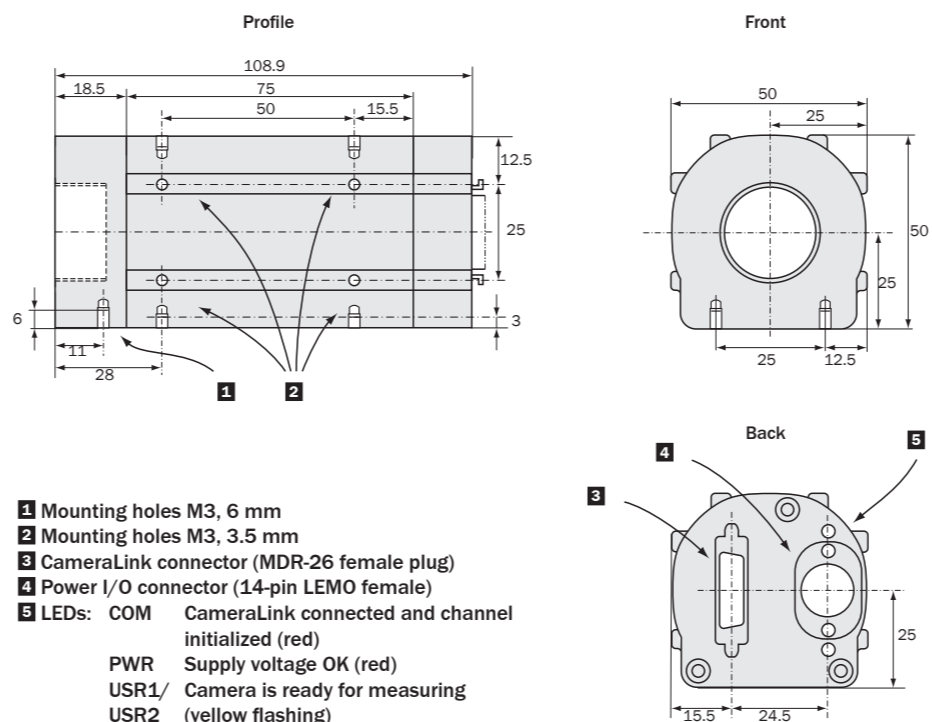 Profile
Front
108.9
18.5
75
50
15.5
12.5
25
6
3
11
28
1
2
50
25
50
25
25
12.5
Back
5
4
3
25
15.5
24.5
1 Mounting holes M3, 6 mm
2 Mounting holes M3, 3.5 mm
3 CameraLink connector (MDR-26 female plug)
4 Power I/O connector (14-pin LEMO female)
5 LEDs: COM CameraLink connected and channel
initialized (red)
PWR Supply voltage OK (red)
USR1/ Camera is ready for measuring
USR2 (yellow flashing)